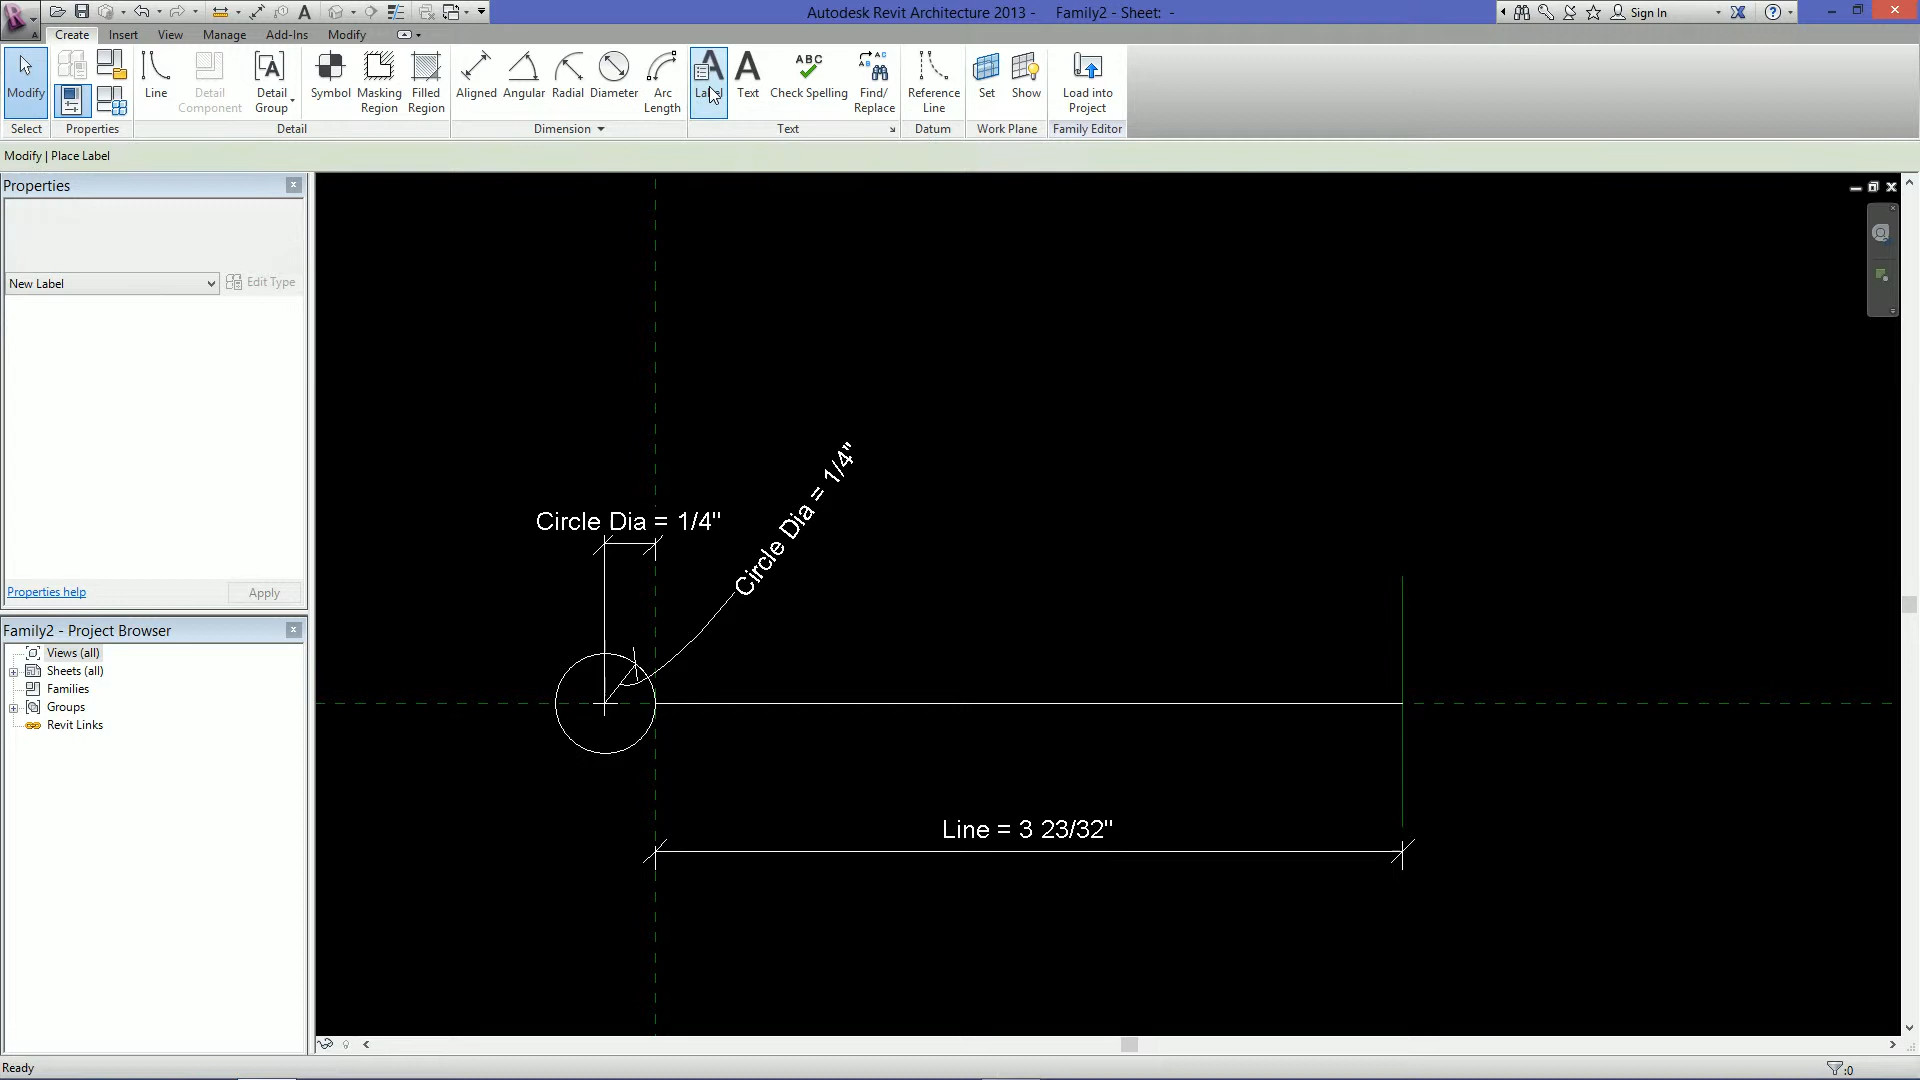 Autodesk Revit Architecture 2013 - Family2 - Sheet: -
Sign In
Create Insert View Manage Add-Ins Modify
Modify
Line
Detail Component
Detail Group
Symbol
Masking Region
Filled Region
Aligned
Angular
Radial
Diameter
Arc Length
Label
Text
ABC
Check Spelling
Find/ Replace
Reference Line
Set
Show
Load into Project
Select
Properties
Detail
Dimension
Text
Datum
Work Plane
Family Editor
Modify | Place Label
Properties
New Label
Edit Type
Properties help
Apply
Family2 - Project Browser
Views (all)
Sheets (all)
Families
Groups
Revit Links
Circle Dia = 1/4"
Circle Dia = 1/4"
Line = 3 23/32"
Ready
:0